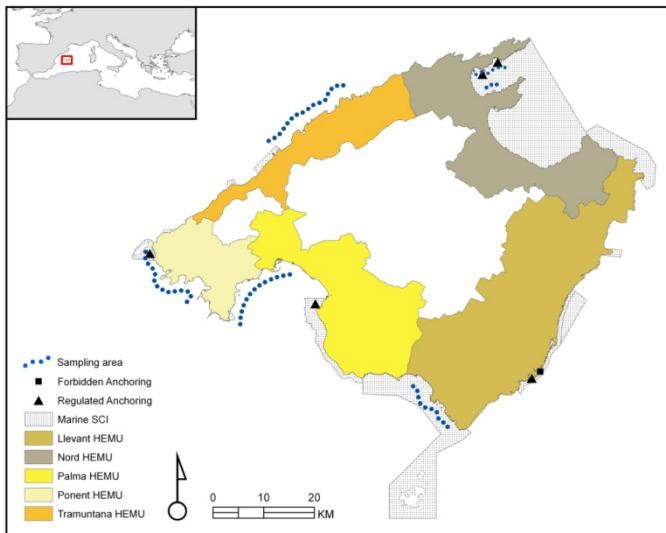 Sampling area
Forbidden Anchoring
Regulated Anchoring
Marine SCI
Llevant HEMU
Nord HEMU
Palma HEMU
Ponent HEMU
Tramuntana HEMU
0 10 20
KM